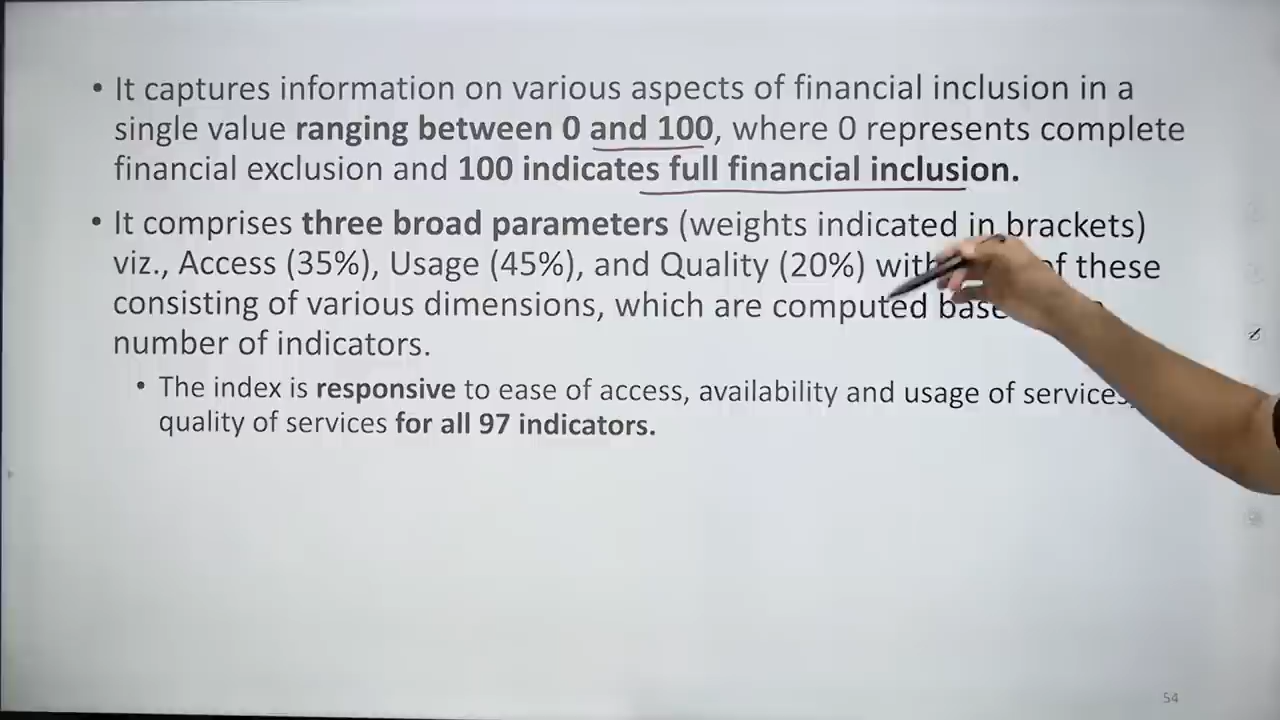 • It captures information on various aspects of financial inclusion in a
single value ranging between 0 and 100, where 0 represents complete
financial exclusion and 100 indicates full financial inclusion.
• It comprises three broad parameters (weights indicated in brackets)
viz., Access (35%), Usage (45%), and Quality (20%) with of these
consisting of various dimensions, which are computed
number of indicators.
• The index is responsive to ease of access, availability and usage of services,
quality of services for all 97 indicators.
54